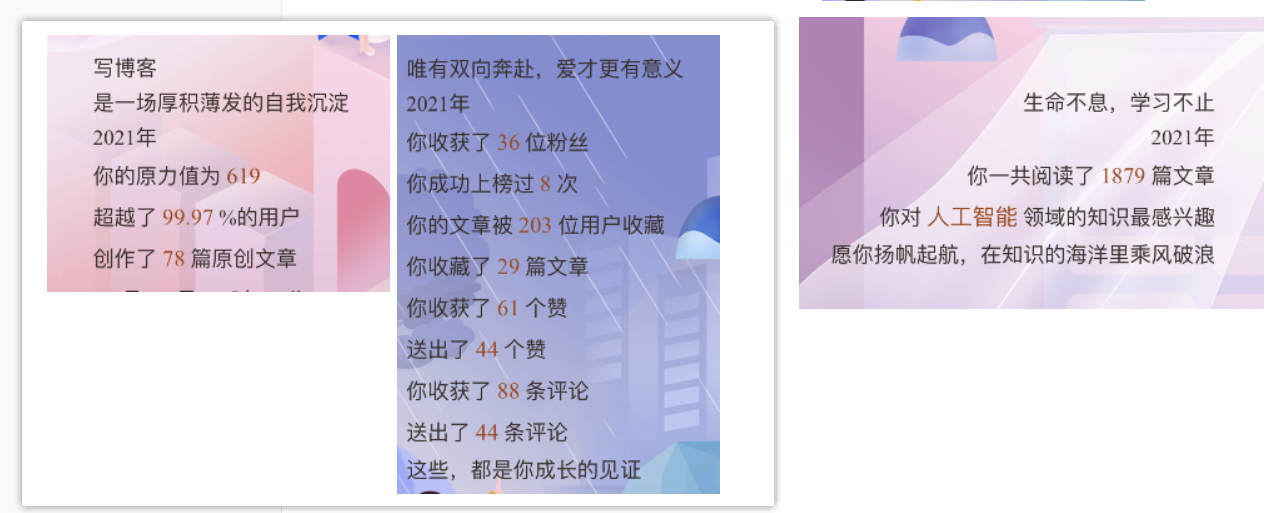 写博客
是一场厚积薄发的自我沉淀
2021年
你的原力值为 619
超越了 99.97 %的用户
创作了 78 篇原创文章
唯有双向奔赴，爱才更有意义
2021年
你收获了 36 位粉丝
你成功上榜过 8 次
你的文章被 203 位用户收藏
你收藏了 29 篇文章
你收获了 61 个赞
送出了 44 个赞
你收获了 88 条评论
送出了 44 条评论
这些，都是你成长的见证
生命不息，学习不止
2021年
你一共阅读了 1879 篇文章
你对 人工智能 领域的知识最感兴趣
愿你扬帆起航，在知识的海洋里乘风破浪